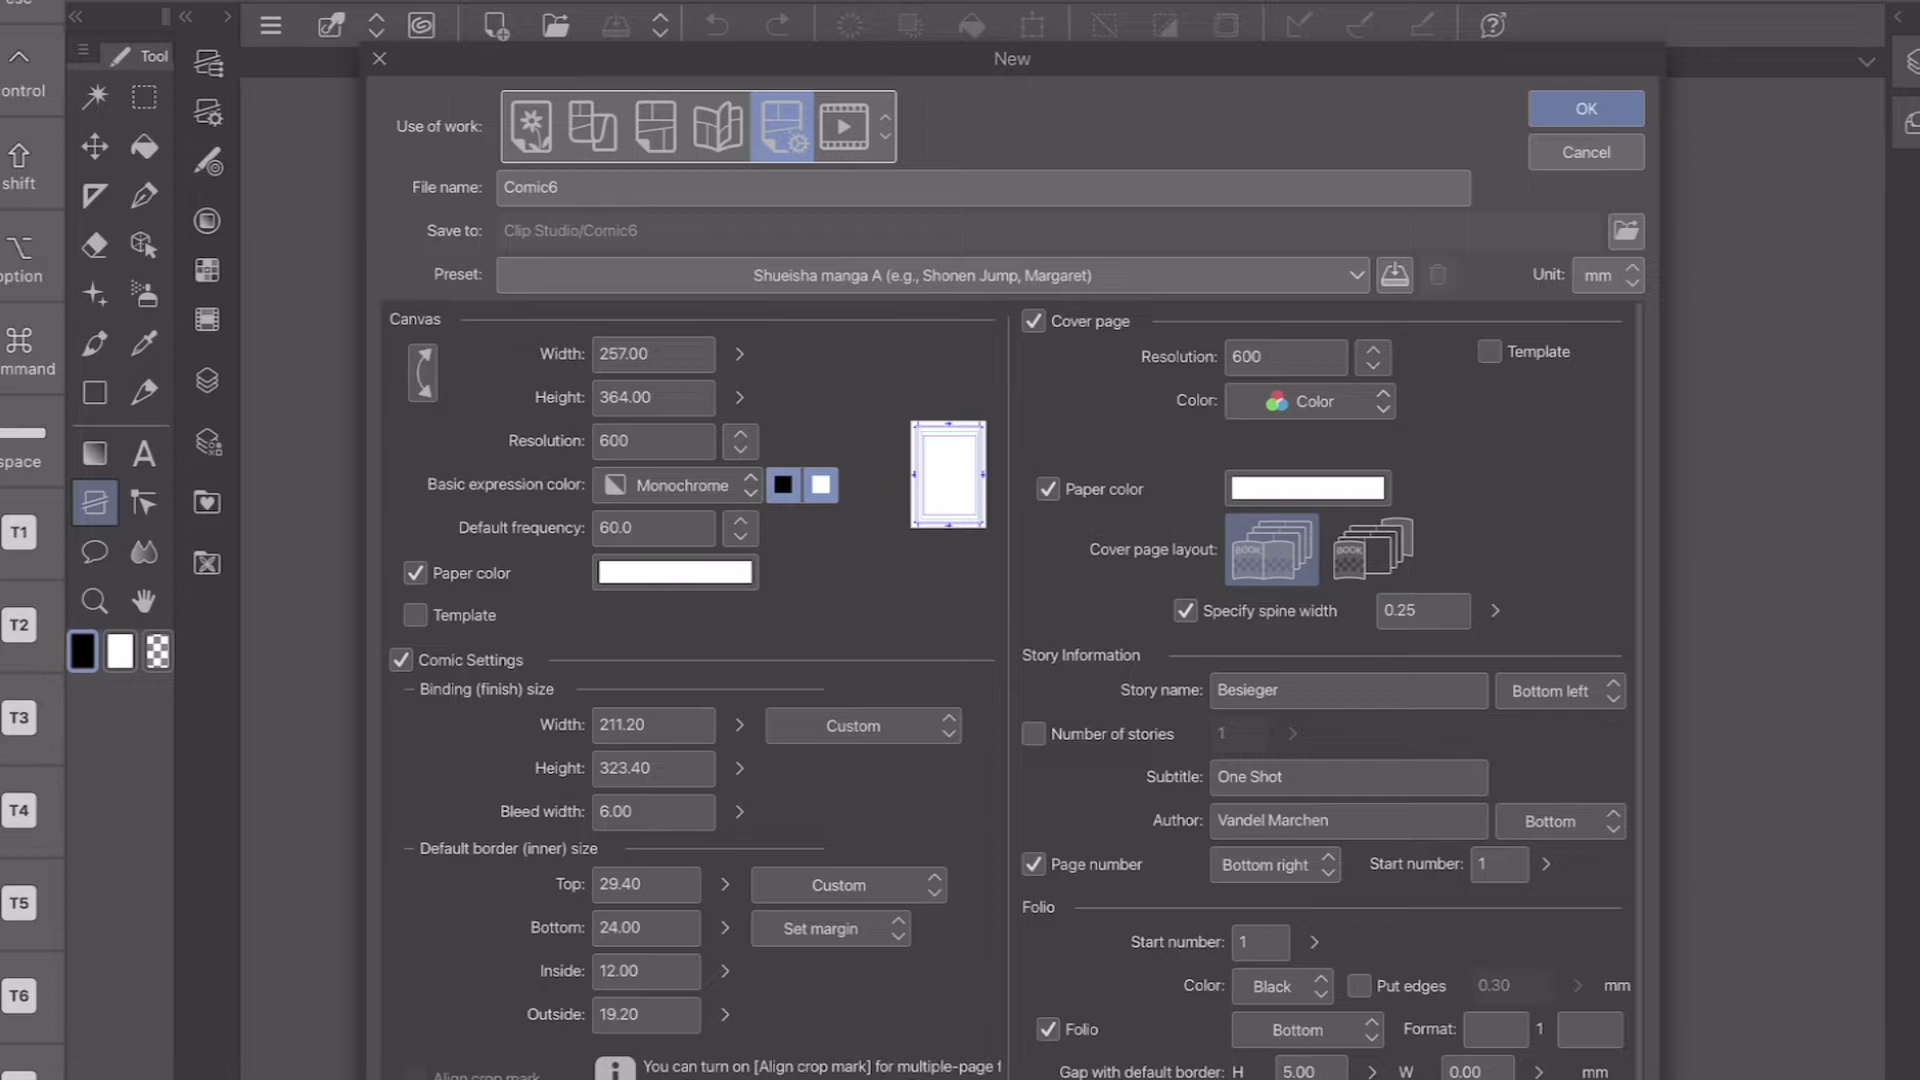 esc
ontrol
shift
option
mmand
space
T1
T2
T3
T4
T5
T6
Tool
New
Use of work:
OK
Cancel
File name: Comic6
Save to: Clip Studio/Comic6
Preset: Shueisha manga A (e.g., Shonen Jump, Margaret)
Unit: mm
Canvas
Width: 257.00
Height: 364.00
Resolution: 600
Basic expression color: Monochrome
Default frequency: 60.0
Paper color
Template
Comic Settings
Binding (finish) size
Width: 211.20 Custom
Height: 323.40
Bleed width: 6.00
Default border (inner) size
Top: 29.40 Custom
Bottom: 24.00 Set margin
Inside: 12.00
Outside: 19.20
Align crop mark
You can turn on [Align crop mark] for multiple-page f
Cover page
Resolution: 600 Template
Color: Color
Paper color
Cover page layout: BOOK BOOK
Specify spine width 0.25
Story Information
Story name: Besieger Bottom left
Number of stories 1
Subtitle: One Shot
Author: Vandel Marchen Bottom
Page number Bottom right Start number: 1
Folio
Start number: 1
Color: Black Put edges 0.30 mm
Folio Bottom Format: 1
Gap with default border: H 5.00 W 0.00 mm